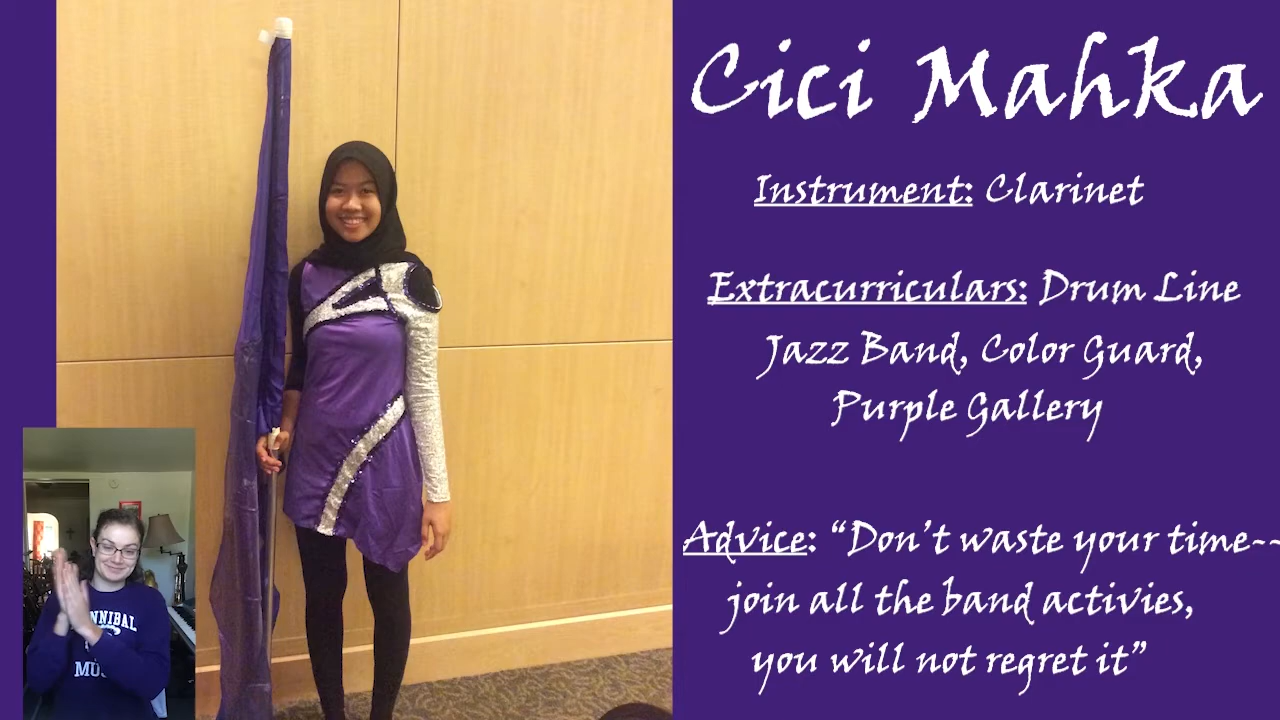 Cici Mahka
Instrument: Clarinet
Extracurriculars: Drum Line
Jazz Band, Color Guard,
Purple Gallery
Advice: “Don’t waste your time--
join all the band activies,
you will not regret it”
NNIBAL